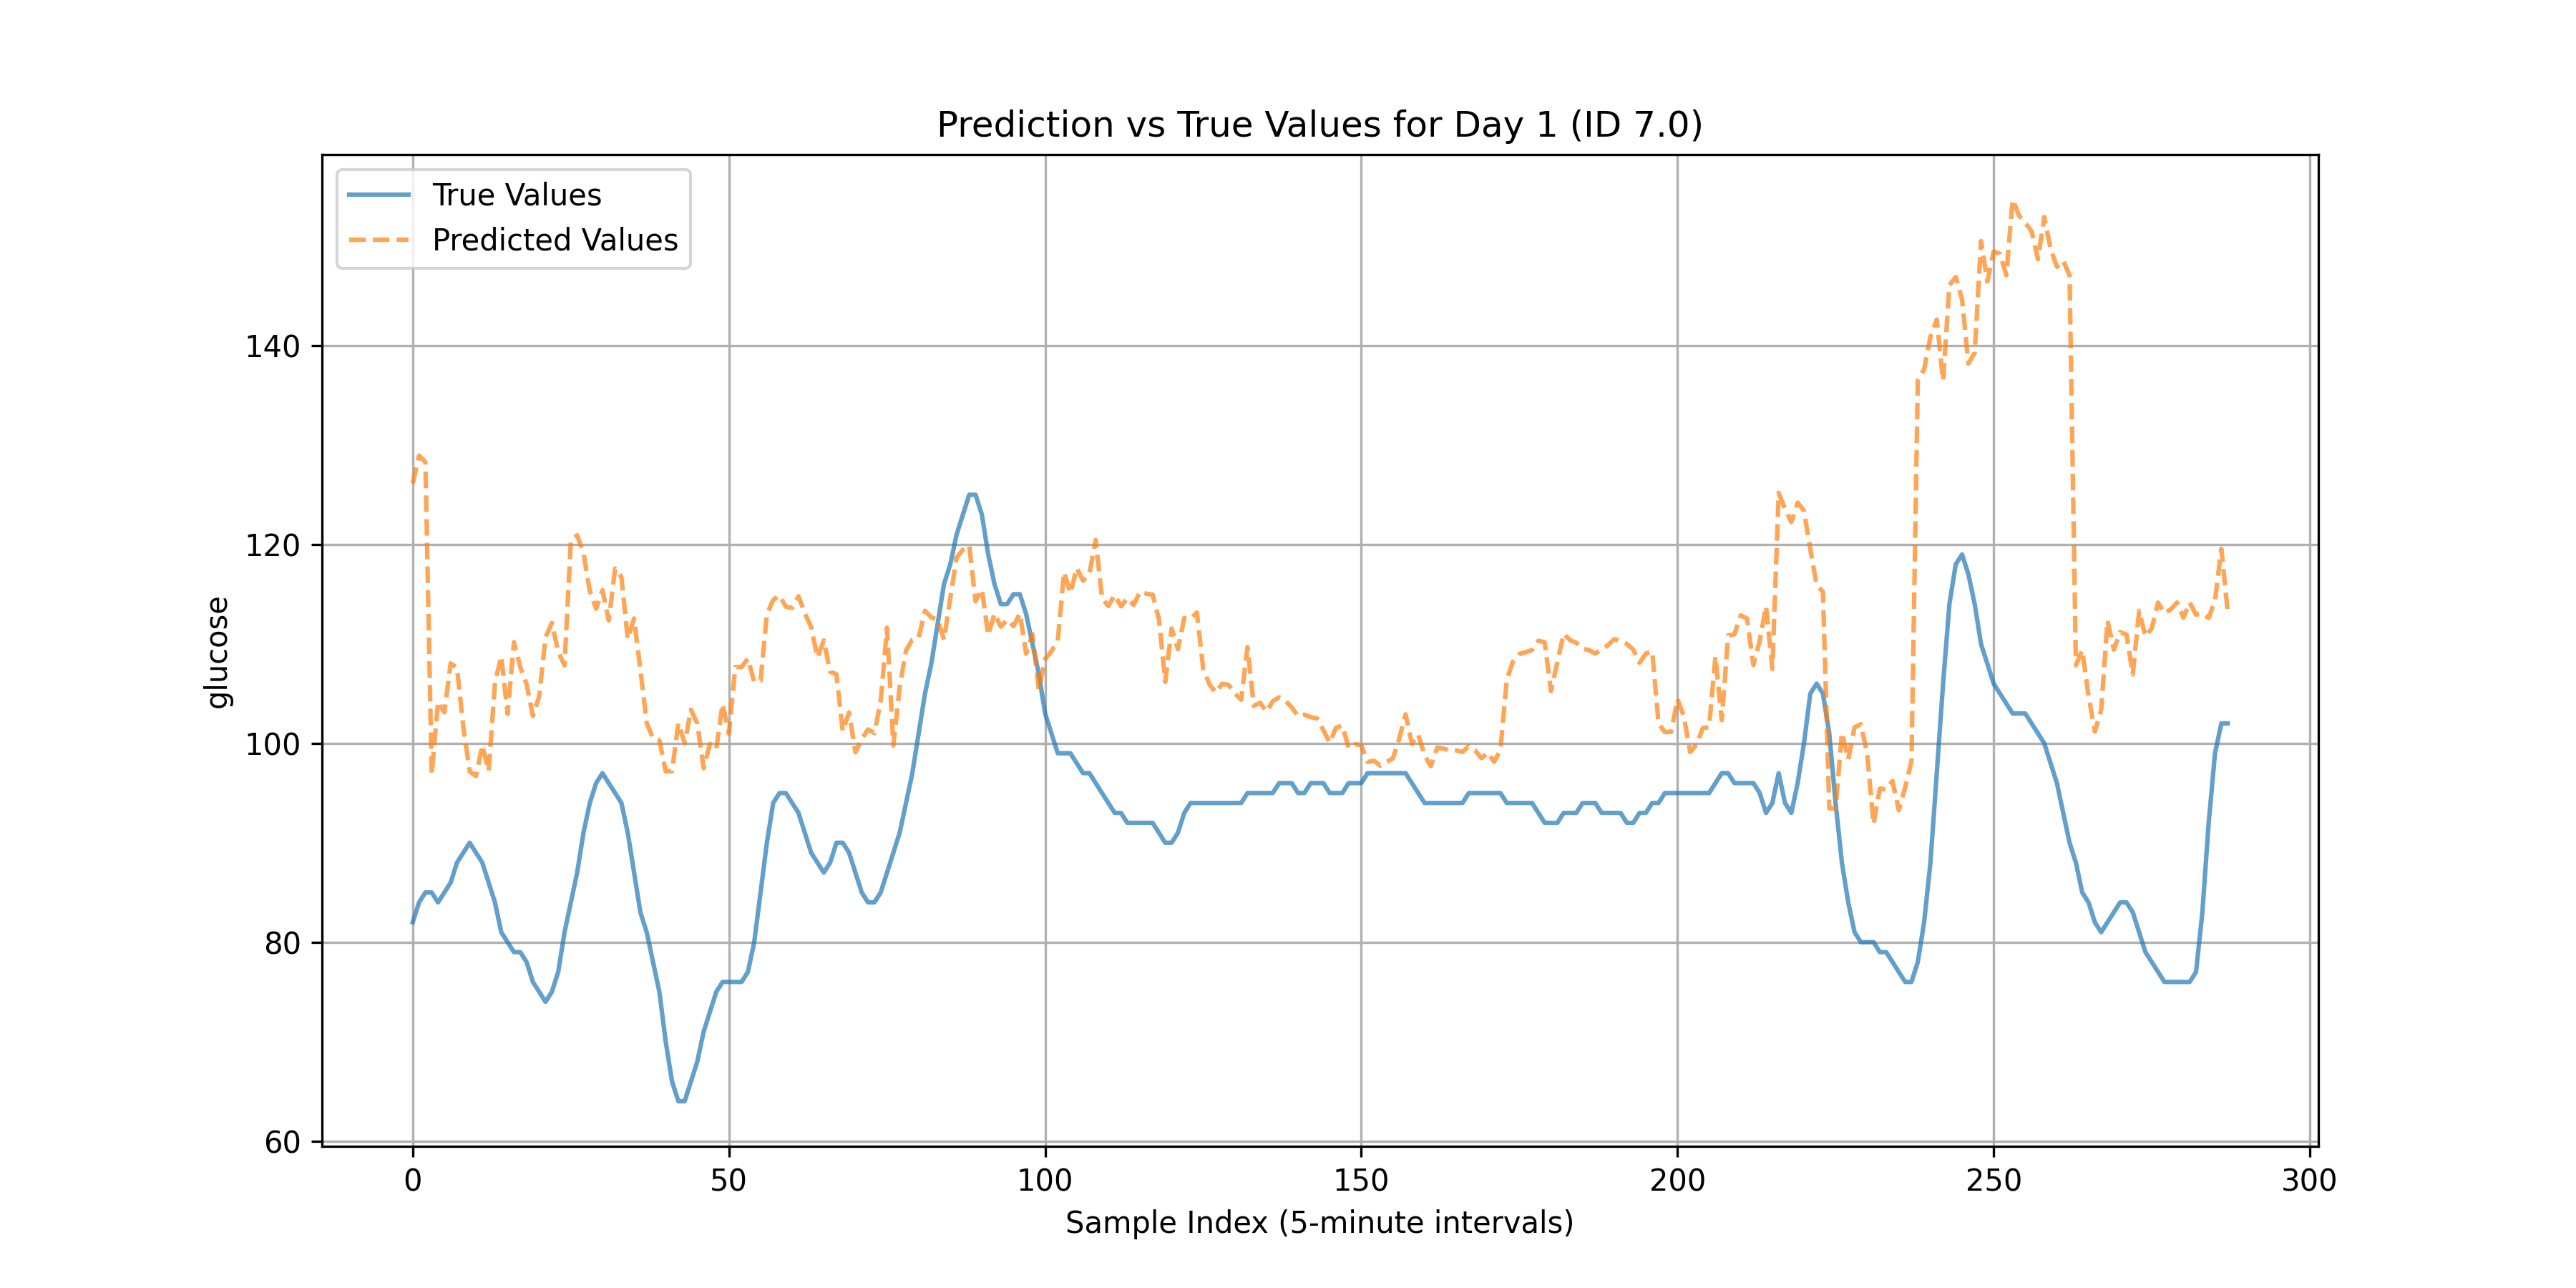 Prediction vs True Values for Day 1 (ID 7.0)
True Values
Predicted Values
glucose
140
120
100
80
60
0 50 100 150 200 250 300
Sample Index (5-minute intervals)